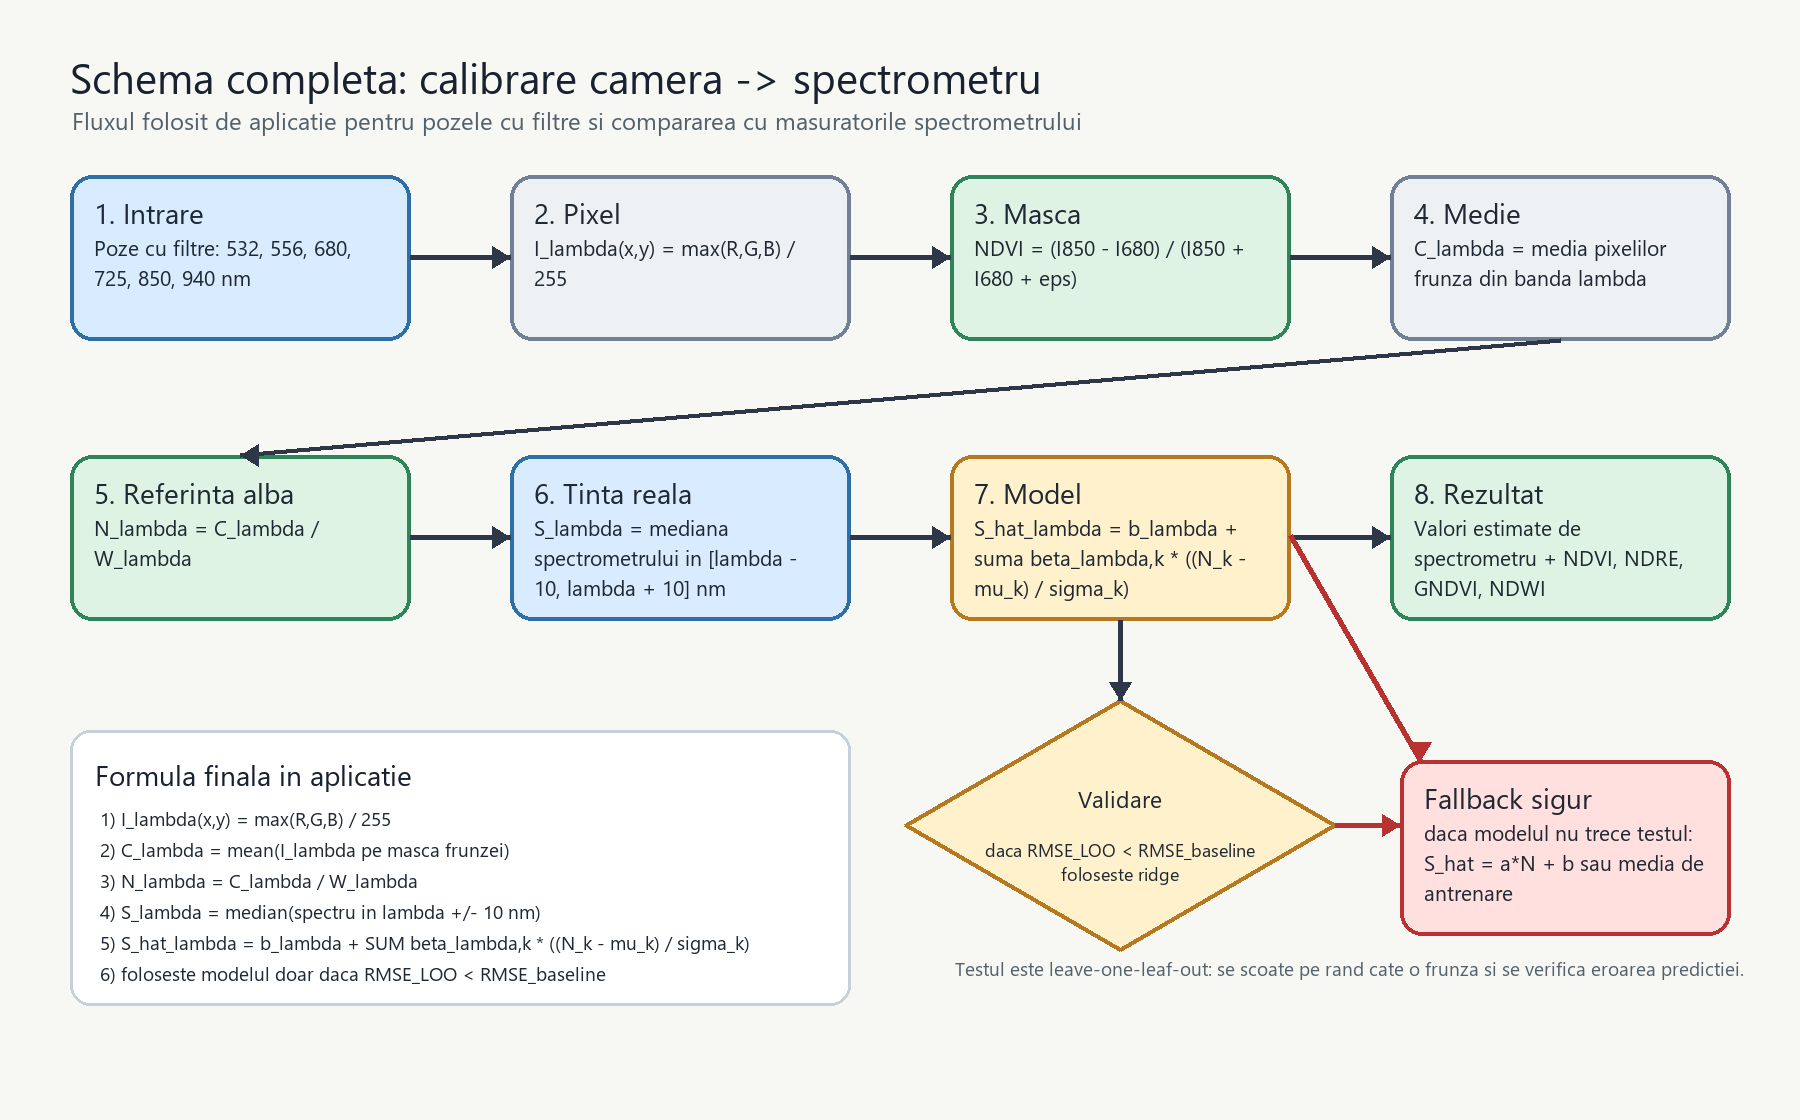 Schema completa: calibrare camera -> spectrometru
Fluxul folosit de aplicatie pentru pozele cu filtre si compararea cu masuratorile spectrometrului
1. Intrare
Poze cu filtre: 532, 556, 680,
725, 850, 940 nm
2. Pixel
I_lambda(x,y) = max(R,G,B) /
255
3. Masca
NDVI = (I850 - I680) / (I850 +
I680 + eps)
4. Medie
C_lambda = media pixelilor
frunza din banda lambda
5. Referinta alba
N_lambda = C_lambda /
W_lambda
6. Tinta reala
S_lambda = mediana
spectrometrului in [lambda -
10, lambda + 10] nm
7. Model
S_hat_lambda = b_lambda +
suma beta_lambda,k * ((N_k -
mu_k) / sigma_k)
8. Rezultat
Valori estimate de
spectrometru + NDVI, NDRE,
GNDVI, NDWI
Formula finala in aplicatie
1) I_lambda(x,y) = max(R,G,B) / 255
2) C_lambda = mean(I_lambda pe masca frunzei)
3) N_lambda = C_lambda / W_lambda
4) S_lambda = median(spectru in lambda +/- 10 nm)
5) S_hat_lambda = b_lambda + SUM beta_lambda,k * ((N_k - mu_k) / sigma_k)
6) foloseste modelul doar daca RMSE_LOO < RMSE_baseline
Validare
daca RMSE_LOO < RMSE_baseline
foloseste ridge
Fallback sigur
daca modelul nu trece testul:
S_hat = a*N + b sau media de
antrenare
Testul este leave-one-leaf-out: se scoate pe rand cate o frunza si se verifica eroarea predictiei.